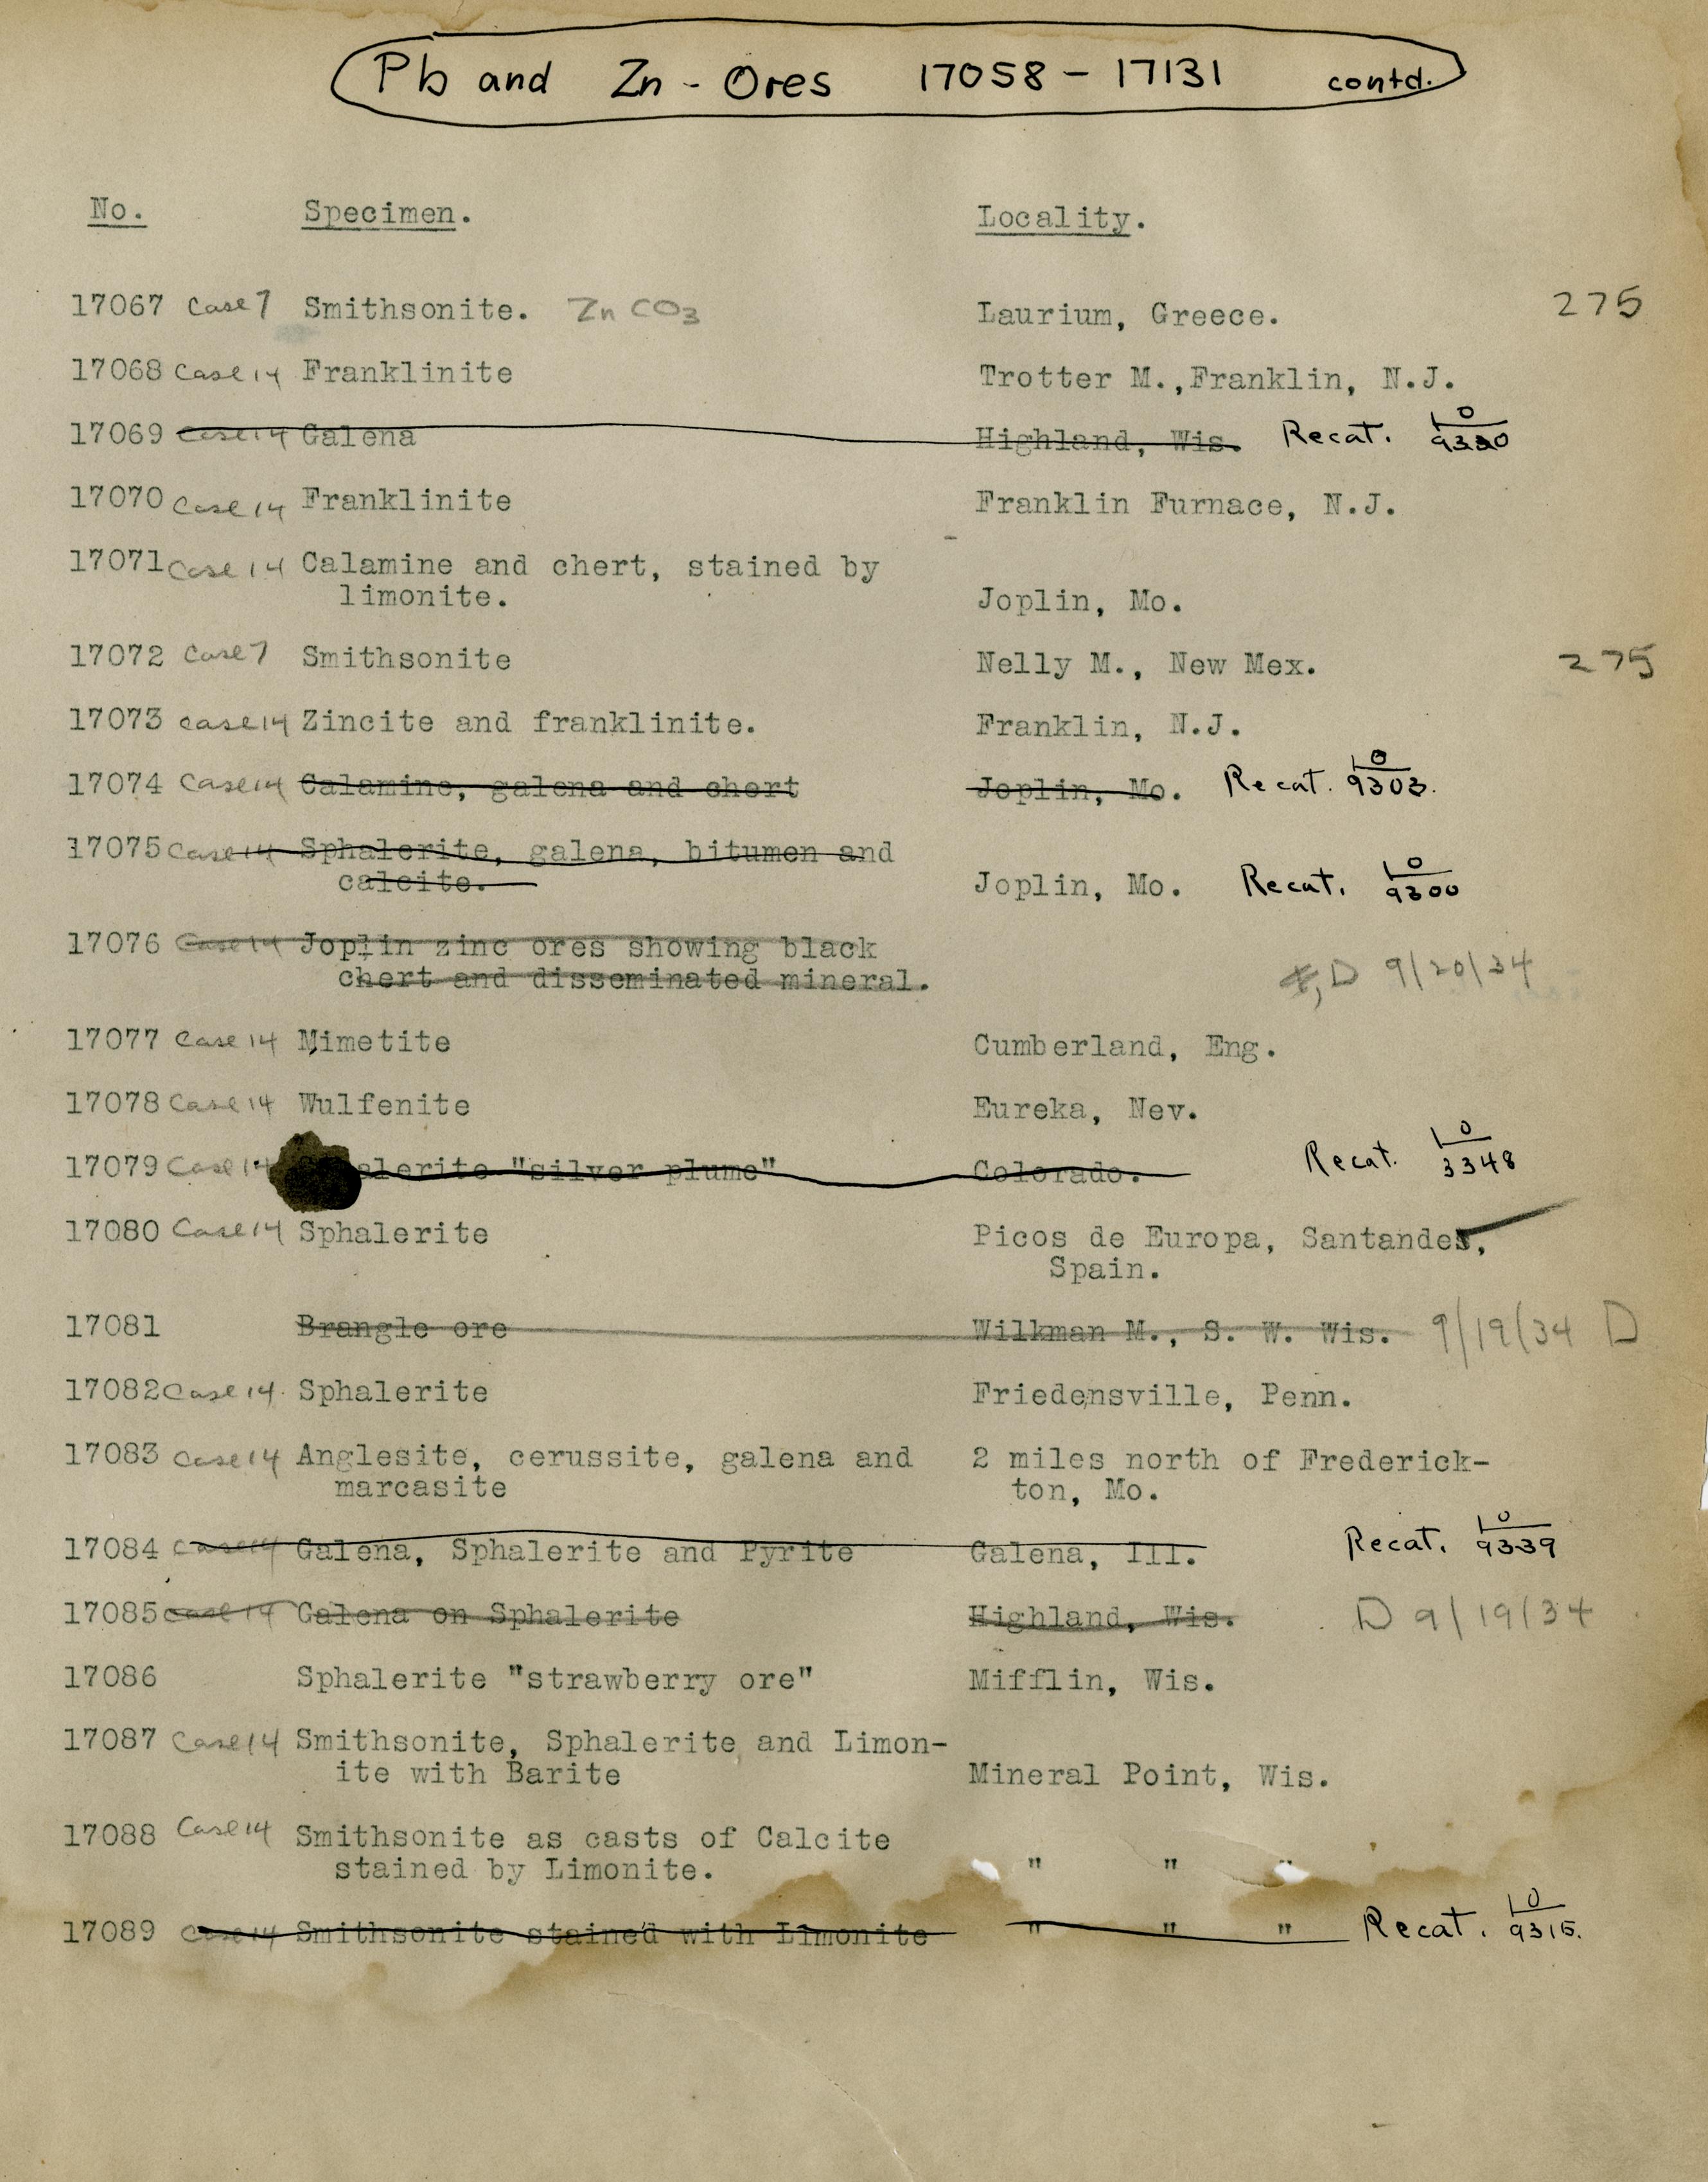 Pb and Zn - Ores 17058 - 17131 contd.
No. Specimen. Locality.
17067 Case 7 Smithsonite. ZnCO3 Laurium, Greece. 275
17068 Case 14 Franklinite Trotter M.,Franklin, N.J.
17069 Case 14 Galena Highland, Wis. Recat. LO 9330
17070 Case 14 Franklinite Franklin Furnace, N.J.
17071 Case 14 Calamine and chert, stained by
limonite. Joplin, Mo.
17072 Case 7 Smithsonite Nelly M., New Mex. 275
17073 Case 14 Zincite and franklinite. Franklin, N.J.
17074 Case 14 Calamine, galena and chert Joplin, Mo. Recat. LO 9303.
17075 Case 14 Sphalerite, galena, bitumen and
calcite. Joplin, Mo. Recat. LO 9300
17076 Case 14 Joplin zinc ores showing black
chert and disseminated mineral. D 9/20/34
17077 Case 14 Mimetite Cumberland, Eng.
17078 Case 14 Wulfenite Eureka, Nev.
17079 Case 14 alerite "silver plume" Colorado. Recat. LO 3348
17080 Case 14 Sphalerite Picos de Europa, Santander,
Spain.
17081 Brangle ore Wilkman M., S. W. Wis. 9/19/34 D
17082 Case 14. Sphalerite Friedensville, Penn.
17083 Case 14 Anglesite, cerussite, galena and 2 miles north of Frederick-
marcasite ton, Mo.
17084 Case 14 Galena, Sphalerite and Pyrite Galena, Ill. Recat. LO 9339
17085 Case 14 Galena on Sphalerite Highland, Wis. D 9/19/34
17086 Sphalerite "strawberry ore" Mifflin, Wis.
17087 Case 14 Smithsonite, Sphalerite and Limon-
ite with Barite Mineral Point, Wis.
17088 Case 14 Smithsonite as casts of Calcite
stained by Limonite. " " "
17089 Case 14 Smithsonite stained with Limonite " " " Recat. LO 9315.